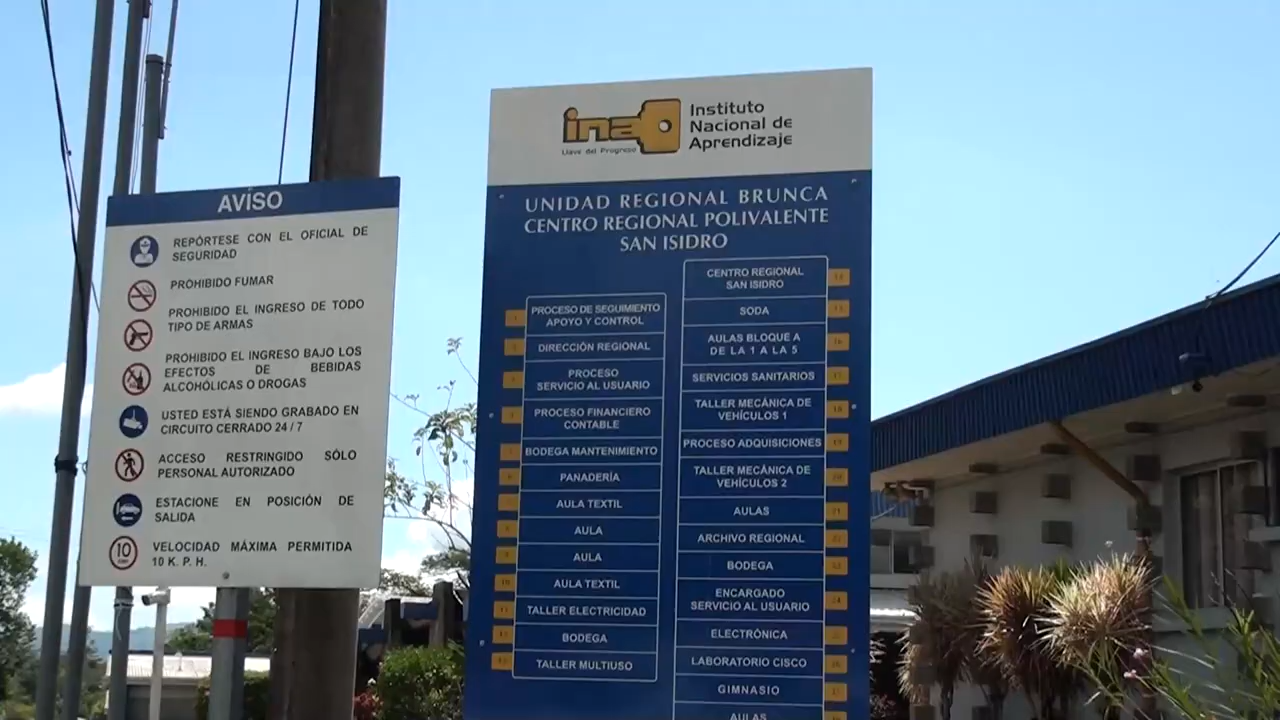 AVÍSO
REPÓRTESE CON EL OFICIAL DE
SEGURIDAD
PROHIBIDO FUMAR
PROHIBIDO EL INGRESO DE TODO
TIPO DE ARMAS
PROHIBIDO EL INGRESO BAJO LOS
EFECTOS DE BEBIDAS
ALCOHÓLICAS O DROGAS
USTED ESTÁ SIENDO GRABADO EN
CIRCUITO CERRADO 24 / 7
ACCESO RESTRINGIDO SÓLO
PERSONAL AUTORIZADO
ESTACIONE EN POSICIÓN DE
SALIDA
10
VELOCIDAD MÁXIMA PERMITIDA
10 K. P. H.
ina
Llave del Progreso
Instituto
Nacional de
Aprendizaje
UNIDAD REGIONAL BRUNCA
CENTRO REGIONAL POLIVALENTE
SAN ISIDRO
PROCESO DE SEGUIMIENTO
APOYO Y CONTROL
DIRECCIÓN REGIONAL
PROCESO
SERVICIO AL USUARIO
PROCESO FINANCIERO
CONTABLE
BODEGA MANTENIMIENTO
PANADERÍA
AULA TEXTIL
AULA
AULA
AULA TEXTIL
TALLER ELECTRICIDAD
BODEGA
TALLER MULTIUSO
CENTRO REGIONAL
SAN ISIDRO
SODA
AULAS BLOQUE A
DE LA 1 A LA 5
SERVICIOS SANITARIOS
TALLER MECÁNICA DE
VEHÍCULOS 1
PROCESO ADQUISICIONES
TALLER MECÁNICA DE
VEHÍCULOS 2
AULAS
ARCHIVO REGIONAL
BODEGA
ENCARGADO
SERVICIO AL USUARIO
ELECTRÓNICA
LABORATORIO CISCO
GIMNASIO
AULAS